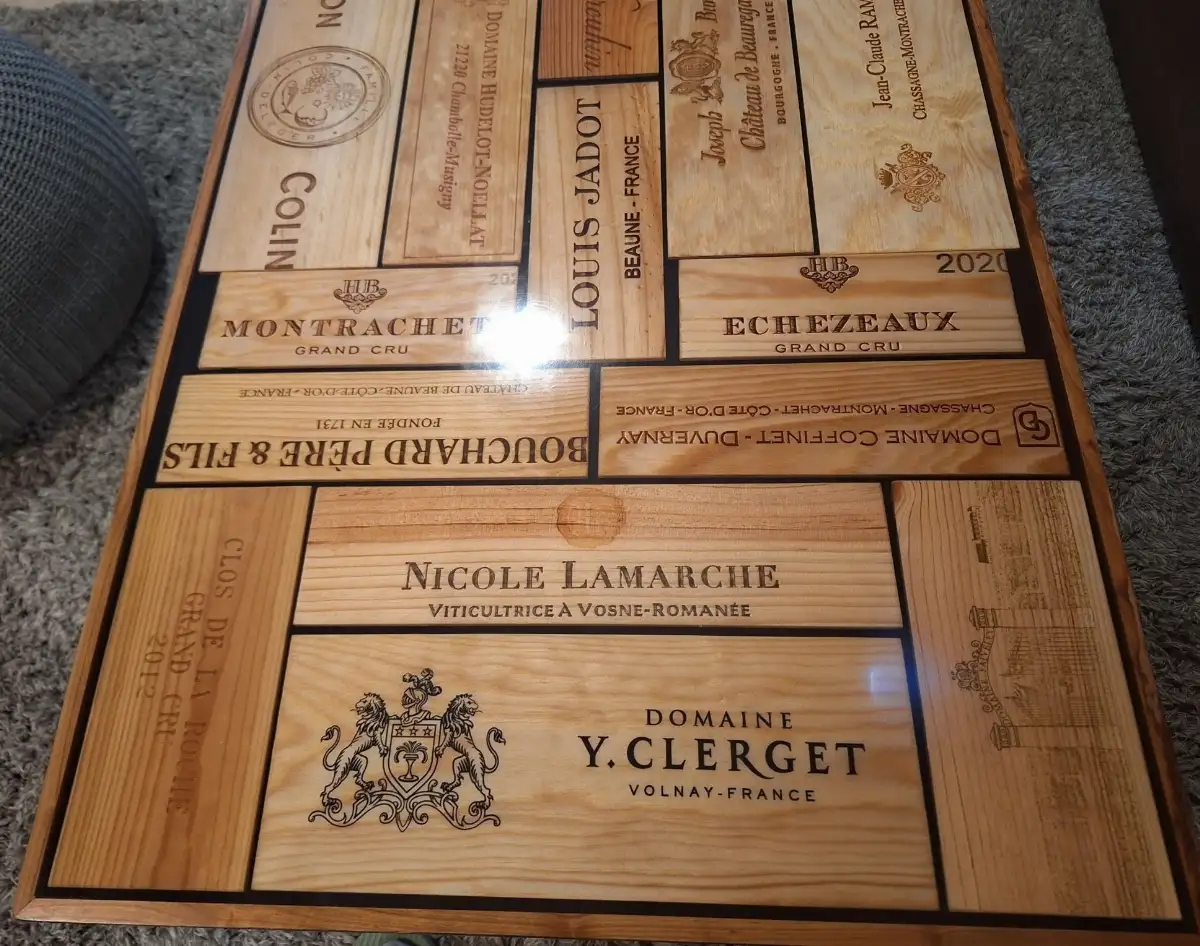 COLIN
DOMAINE HUDELOT-NOELLAT
21220 Chambolle-Musigny
LOUIS JADOT
BEAUNE - FRANCE
Joseph
Château de Beauregard
BOURGOGNE . FRANCE
Jean-Claude
CHASSAGNE-MONTRACHET
HB
MONTRACHET
GRAND CRU
HB
2020
ECHEZEAUX
GRAND CRU
BOUCHARD PÈRE & FILS
FONDÉE EN 1731
CHÂTEAU DE BEAUNE - CÔTE-D'OR - FRANCE
DOMAINE COFFINET - DUVERNAY
CHASSAGNE - MONTRACHET - CÔTE D'OR - FRANCE
NICOLE LAMARCHE
VITICULTRICE À VOSNE-ROMANÉE
CLOS DE LA ROCHE
GRAND CRU
2012
DOMAINE
Y. CLERGET
VOLNAY-FRANCE